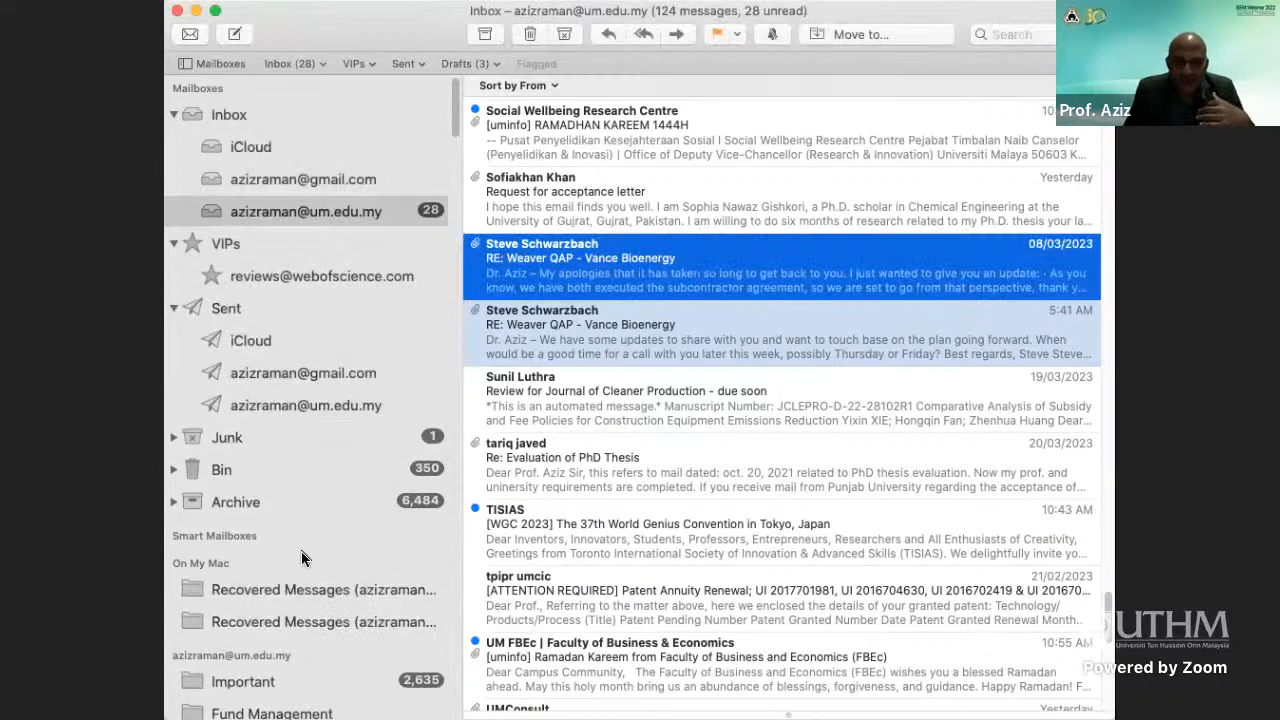 Inbox – azizraman@um.edu.my (124 messages, 28 unread)
Move to...
Search
Mailboxes
Inbox (28)
VIPs
Sent
Drafts (3)
Flagged
Mailboxes
Inbox
iCloud
azizraman@gmail.com
azizraman@um.edu.my 28
VIPs
reviews@webofscience.com
Sent
iCloud
azizraman@gmail.com
azizraman@um.edu.my
Junk 1
Bin 350
Archive 6,484
Smart Mailboxes
On My Mac
Recovered Messages (azizraman...
Recovered Messages (azizraman...
azizraman@um.edu.my
Important 2,635
Fund Management
Sort by From
Social Wellbeing Research Centre
[uminfo] RAMADHAN KAREEM 1444H
-- Pusat Penyelidikan Kesejahteraan Sosial I Social Wellbeing Research Centre Pejabat Timbalan Naib Canselor
(Penyelidikan & Inovasi) | Office of Deputy Vice-Chancellor (Research & Innovation) Universiti Malaya 50603 K...
Sofiakhan Khan Yesterday
Request for acceptance letter
I hope this email finds you well. I am Sophia Nawaz Gishkori, a Ph.D. scholar in Chemical Engineering at the
University of Gujrat, Gujrat, Pakistan. I am willing to do six months of research related to my Ph.D. thesis your la...
Steve Schwarzbach 08/03/2023
RE: Weaver QAP - Vance Bioenergy
Dr. Aziz – My apologies that it has taken so long to get back to you. I just wanted to give you an update: · As you
know, we have both executed the subcontractor agreement, so we are set to go from that perspective, thank y...
Steve Schwarzbach 5:41 AM
RE: Weaver QAP - Vance Bioenergy
Dr. Aziz – We have some updates to share with you and want to touch base on the plan going forward. When
would be a good time for a call with you later this week, possibly Thursday or Friday? Best regards, Steve Steve...
Sunil Luthra 19/03/2023
Review for Journal of Cleaner Production - due soon
*This is an automated message.* Manuscript Number: JCLEPRO-D-22-28102R1 Comparative Analysis of Subsidy
and Fee Policies for Construction Equipment Emissions Reduction Yixin XIE; Hongqin Fan; Zhenhua Huang Dear...
tariq javed 20/03/2023
Re: Evaluation of PhD Thesis
Dear Prof. Aziz Sir, this refers to mail dated: oct. 20, 2021 related to PhD thesis evaluation. Now my prof. and
uninersity requirements are completed. If you receive mail from Punjab University regarding the acceptance of...
TISIAS 10:43 AM
[WGC 2023] The 37th World Genius Convention in Tokyo, Japan
Dear Inventors, Innovators, Students, Professors, Entrepreneurs, Researchers and All Enthusiasts of Creativity,
Greetings from Toronto International Society of Innovation & Advanced Skills (TISIAS). We delightfully invite yo...
tpipr umcic 21/02/2023
[ATTENTION REQUIRED] Patent Annuity Renewal; UI 2017701981, UI 2016704630, UI 2016702419 & UI 201670...
Dear Prof., Referring to the matter above, here we enclosed the details of your granted patent: Technology/
Products/Process (Title) Patent Pending Number Patent Granted Number Date Patent Granted Renewal Month...
UM FBEc | Faculty of Business & Economics 10:55 AM
[uminfo] Ramadan Kareem from Faculty of Business and Economics (FBEc)
Dear Campus Community, The Faculty of Business & Economics (FBEc) wishes you a blessed Ramadan
ahead. May this holy month bring us an abundance of blessings, forgiveness, and guidance. Happy Ramadan! F...
UMConsult Yesterday
Prof. Aziz
UTHM
Universiti Tun Hussein Onn Malaysia
Powered by Zoom